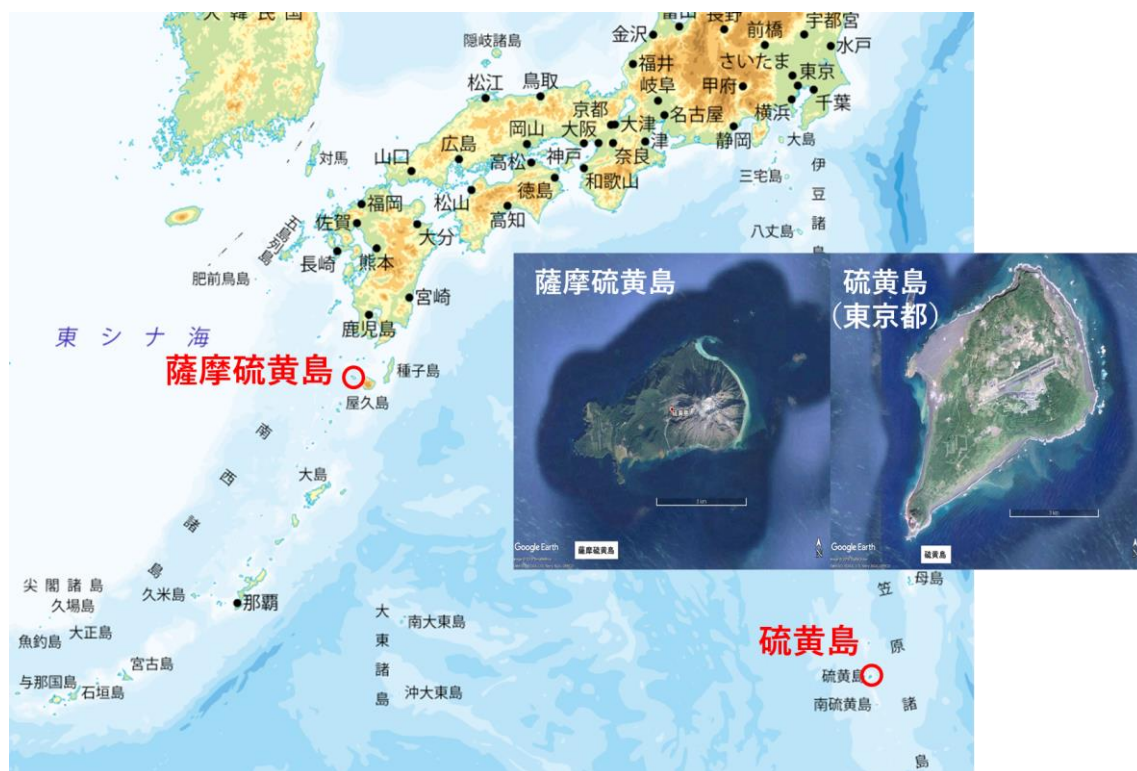 大韓民国
隠岐諸島
金沢
富山
長野
前橋
宇都宮
水戸
福井
さいたま
東京
松江
鳥取
岐阜
甲府
千葉
京都
大津
名古屋
横浜
岡山
大阪
津
静岡
大島
広島
対馬
山口
高松
神戸
奈良
三宅島
伊豆諸島
徳島
和歌山
福岡
松山
高知
八丈島
佐賀
大分
五島列島
長崎
熊本
肥前鳥島
宮崎
鹿児島
東シナ海
薩摩硫黄島
種子島
屋久島
薩摩硫黄島
Google Earth
薩摩硫黄島
硫黄島
(東京都)
Google Earth
硫黄島
南西諸島
大島
尖閣諸島
久場島
久米島
那覇
魚釣島
大正島
宮古島
与那国島
石垣島
大東諸島
南大東島
沖大東島
母島
笠原諸島
硫黄島
硫黄島
南硫黄島